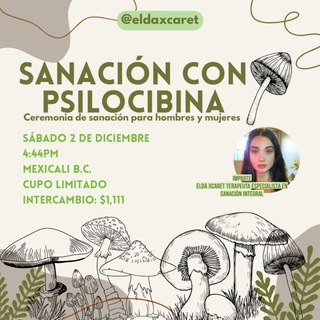 @eldaxcaret
SANACIÓN CON
PSILOCIBINA
Ceremonia de sanación para hombres y mujeres
SÁBADO 2 DE DICIEMBRE
4:44PM
MEXICALI B.C.
CUPO LIMITADO
INTERCAMBIO: $1,111
IMPARTE:
ELDA XCARET TERAPEUTA ESPECIALISTA EN
SANACIÓN INTEGRAL